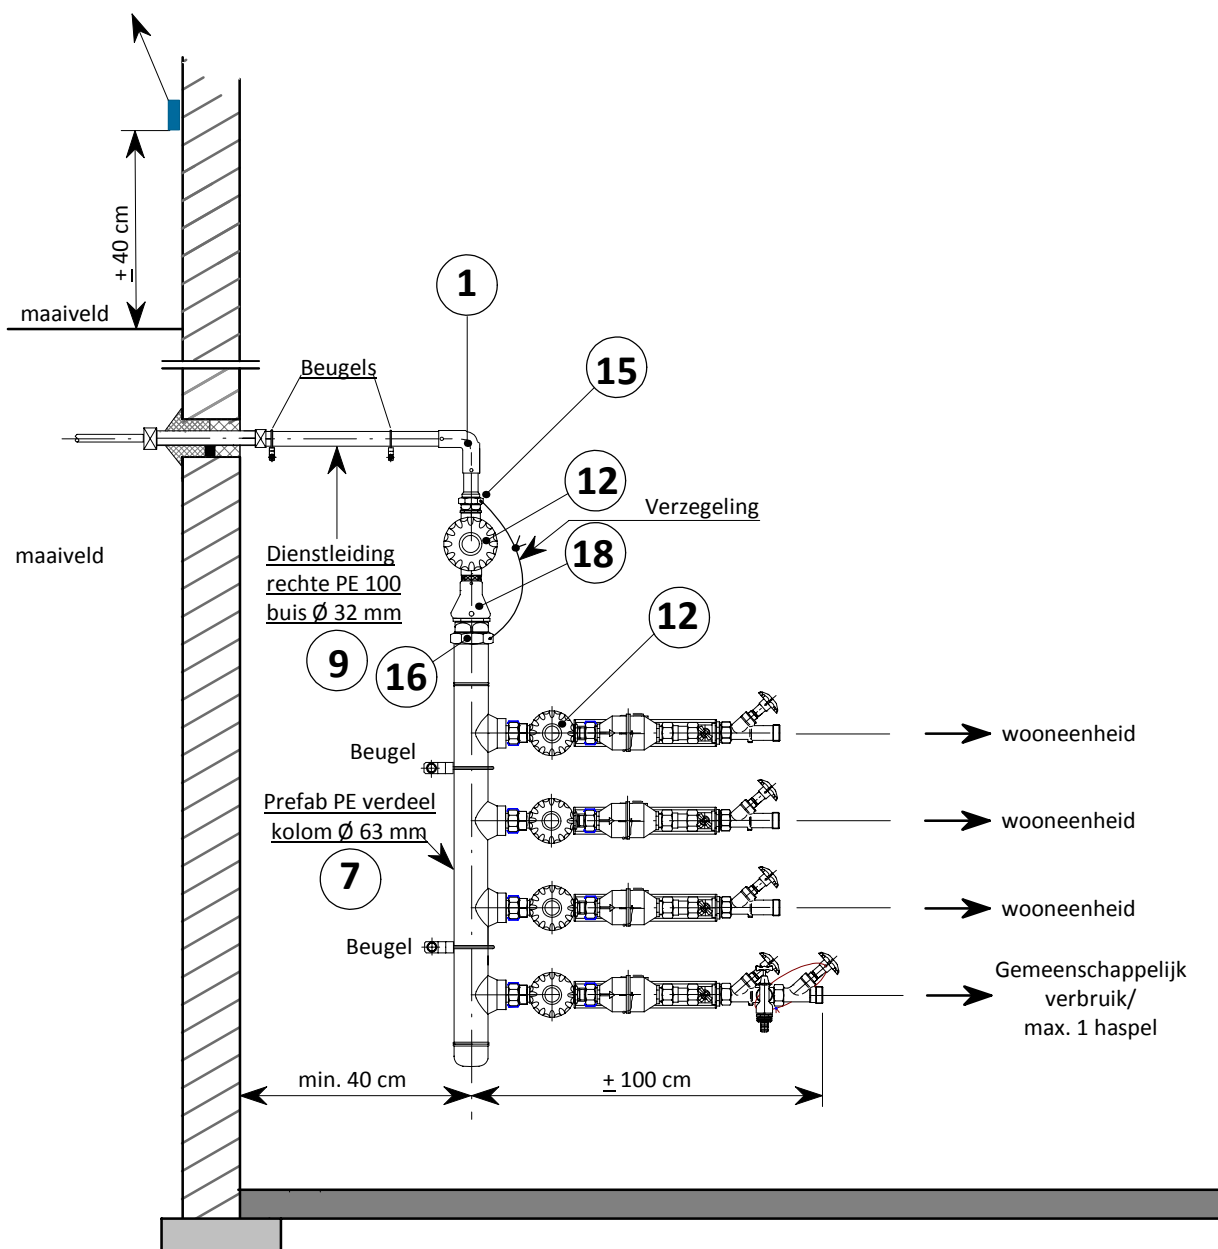 ± 40 cm
maaiveld
1
Beugels
15
12
Verzegeling
maaiveld
Dienstleiding
rechte PE 100
buis Ø 32 mm
18
9
16
12
wooneenheid
Beugel
Prefab PE verdeel
kolom Ø 63 mm
wooneenheid
7
wooneenheid
Beugel
Gemeenschappelijk
verbruik/
max. 1 haspel
min. 40 cm
± 100 cm